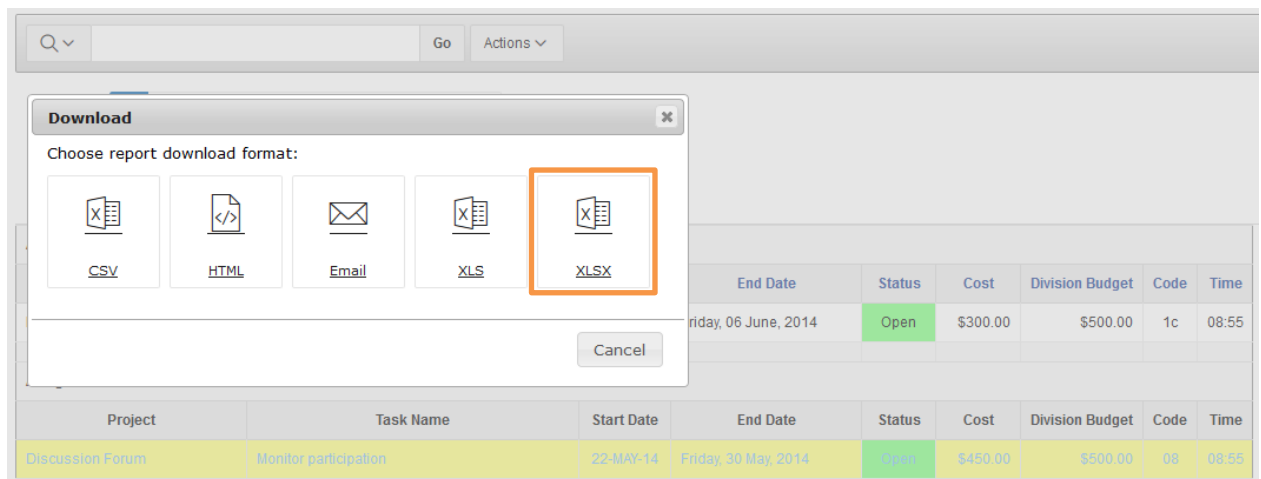 Go Actions
Download
Choose report download format:
CSV HTML Email XLS XLSX
Cancel
End Date Status Cost Division Budget Code Time
riday, 06 June, 2014 Open $300.00 $500.00 1c 08:55
Project Task Name Start Date End Date Status Cost Division Budget Code Time
Discussion Forum Monitor participation 22-MAY-14 Friday, 30 May, 2014 Open $450.00 $500.00 08 08:55